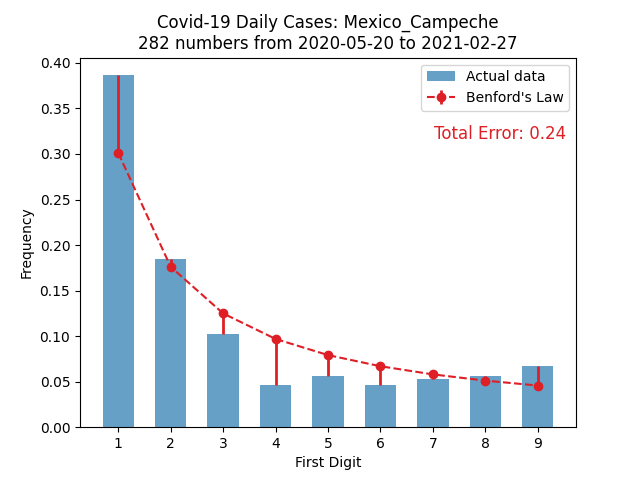 Covid-19 Daily Cases: Mexico_Campeche
282 numbers from 2020-05-20 to 2021-02-27
Actual data
Benford's Law
Total Error: 0.24
Frequency
0.40
0.35
0.30
0.25
0.20
0.15
0.10
0.05
0.00
1 2 3 4 5 6 7 8 9
First Digit